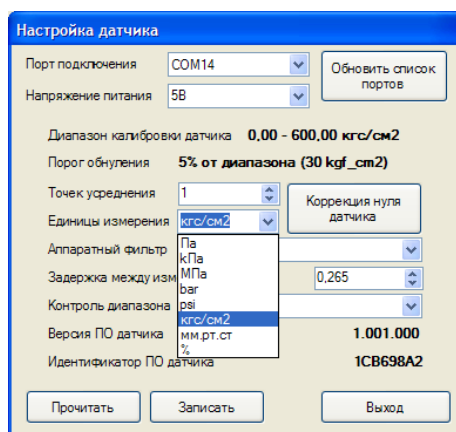 Настройка датчика
Порт подключения COM14 Обновить список портов
Напряжение питания 5В
Диапазон калибровки датчика 0,00 - 600,00 кгс/см2
Порог обнуления 5% от диапазона (30 kgf_cm2)
Точек усреднения 1 Коррекция нуля датчика
Единицы измерения кгс/см2
Аппаратный фильтр Па
кПа
МПа
Задержка между изм 0,265
bar
Контроль диапазона psi
кгс/см2
Версия ПО датчика мм.рт.ст 1.001.000
%
Идентификатор ПО датчика 1CB698A2
Прочитать Записать Выход